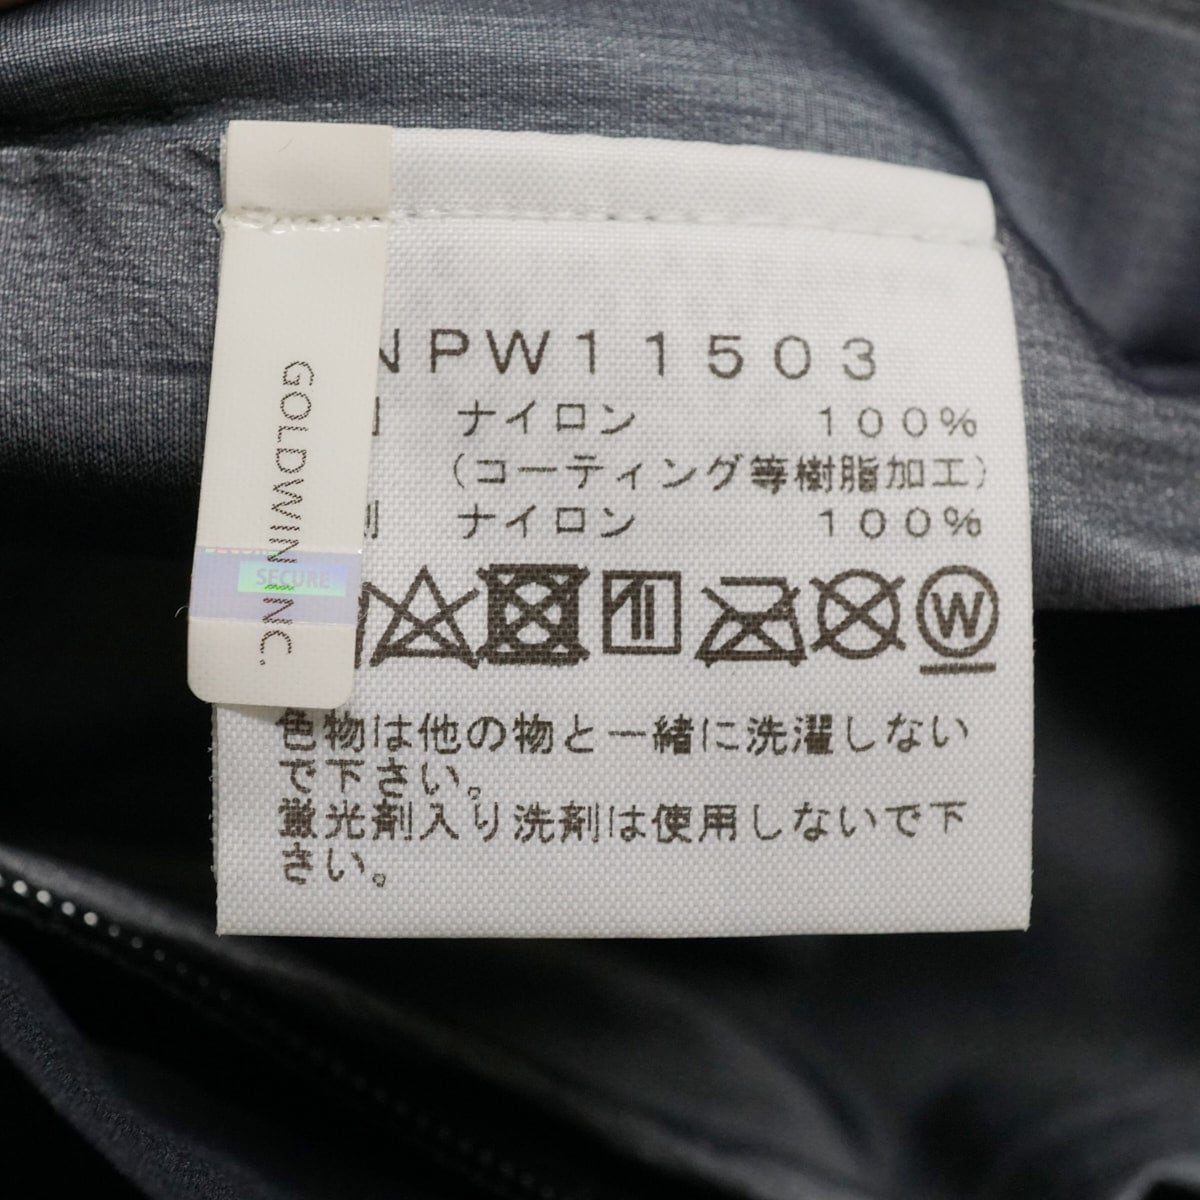 NPW11503
ナイロン 100%
(コーティング等樹脂加工)
ナイロン 100%
W
色物は他の物と一緒に洗濯しない
で下さい。
蛍光剤入り洗剤は使用しないで下
さい。
GOLDWIN INC.
SECURE